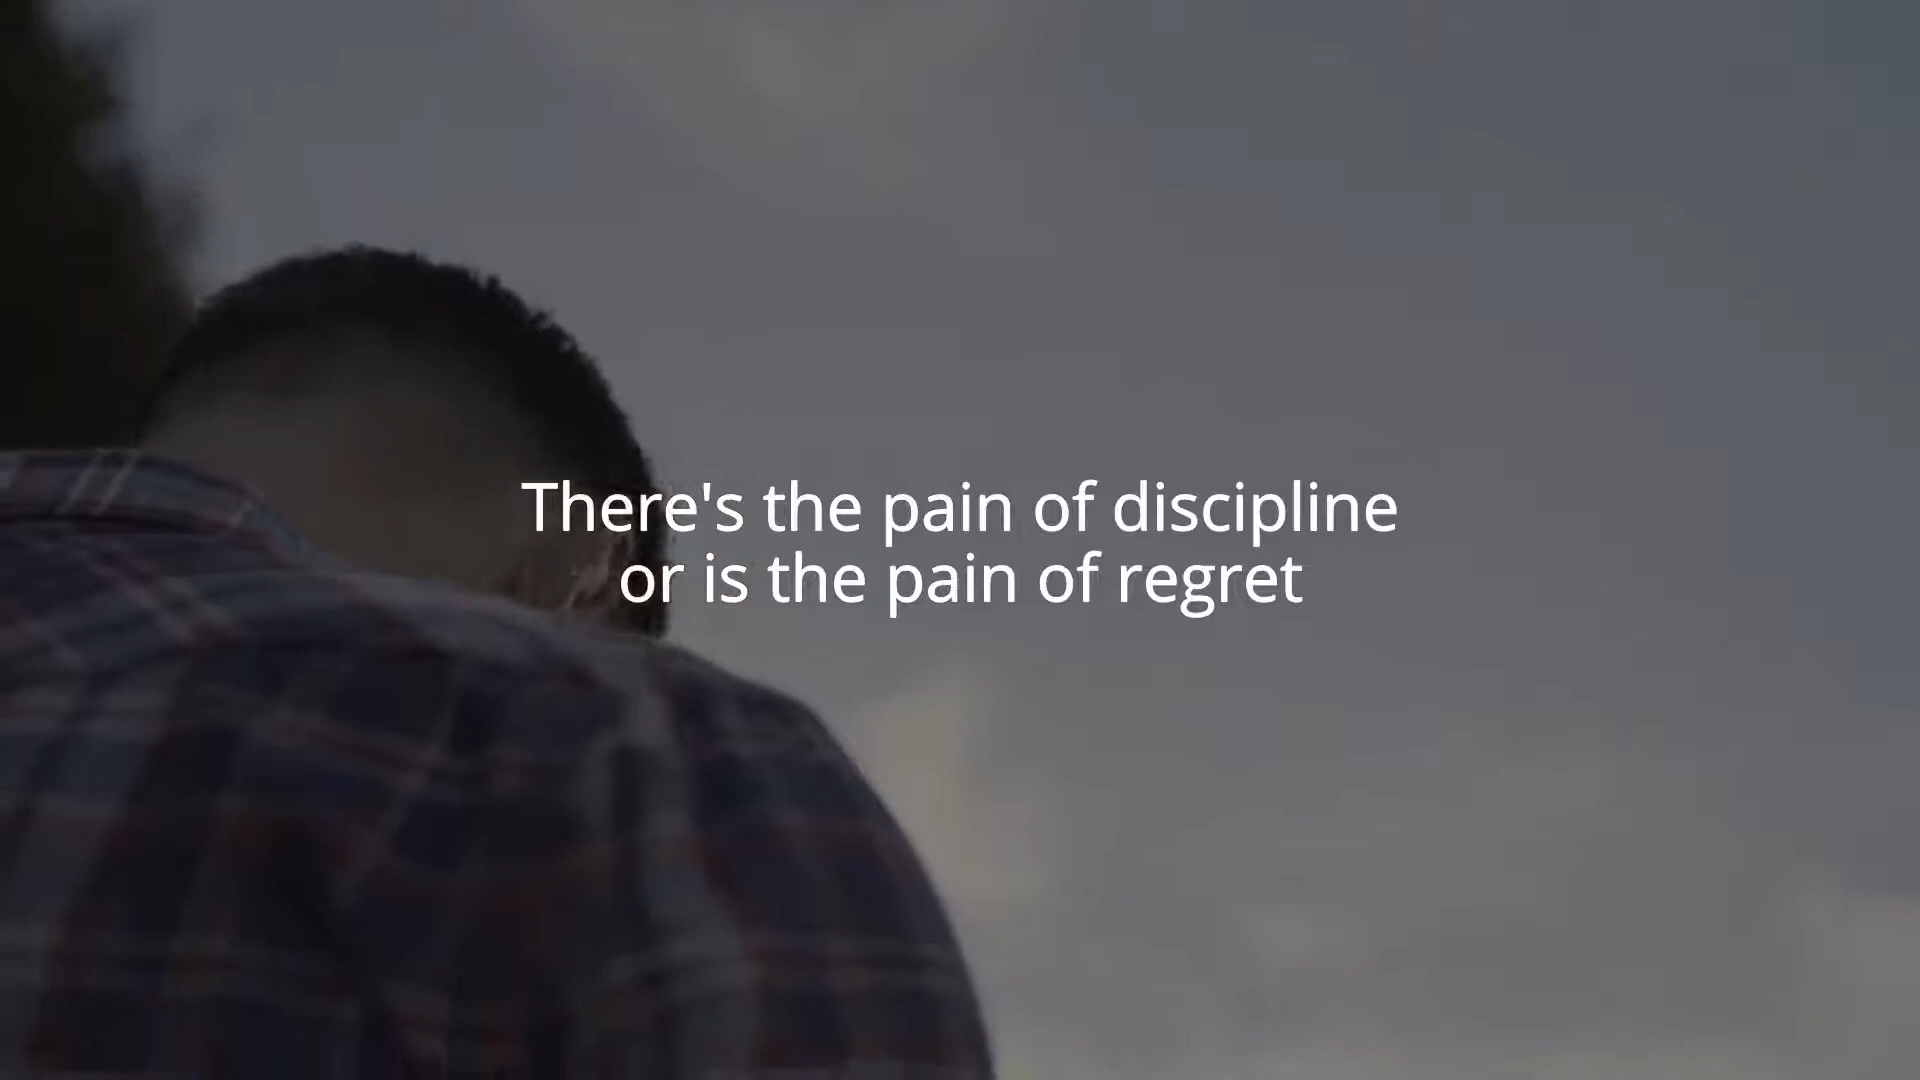 There's the pain of discipline
or is the pain of regret